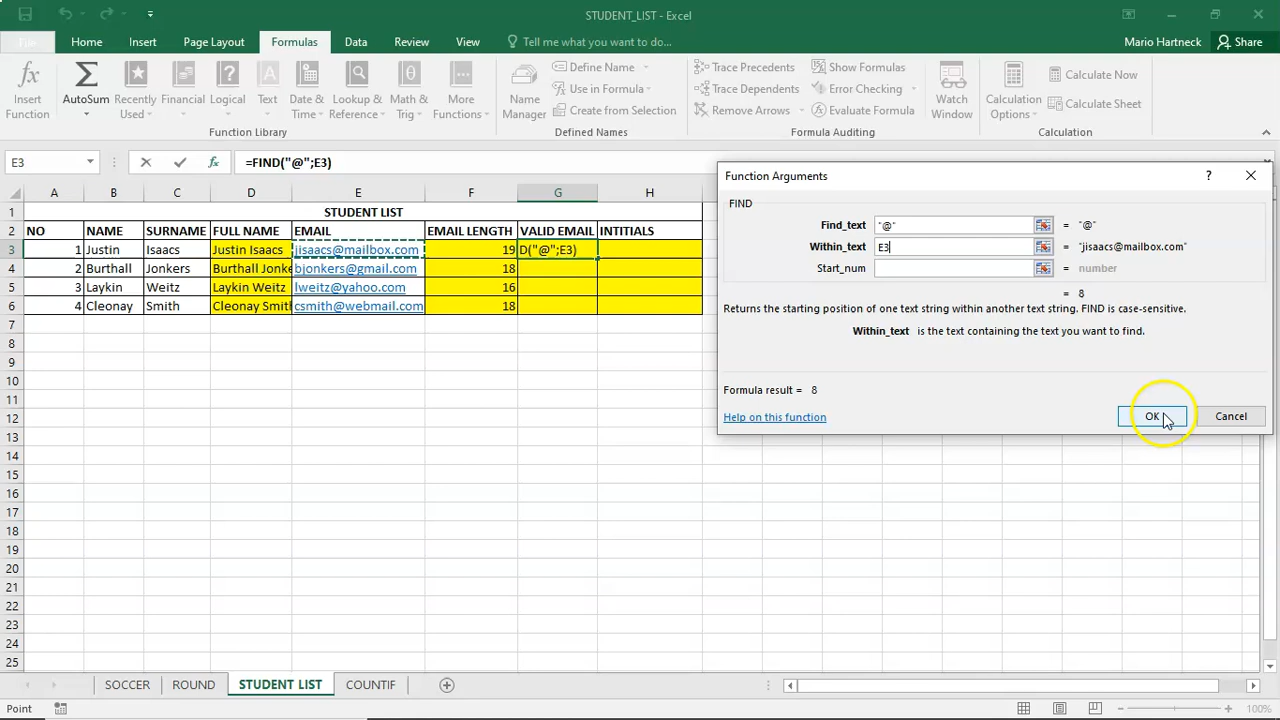 STUDENT_LIST - Excel
File Home Insert Page Layout Formulas Data Review View Tell me what you want to do... Mario Hartneck Share
fx Σ A θ
Insert Function AutoSum Recently Used Financial Logical Text Date & Time Lookup & Reference Math & Trig More Functions
Function Library
Name Manager
Define Name
Use in Formula
Create from Selection
Defined Names
Trace Precedents Show Formulas
Trace Dependents Error Checking
Remove Arrows Evaluate Formula
Formula Auditing
Watch Window
Calculation Options
Calculate Now
Calculate Sheet
Calculation
E3 fx =FIND("@";E3)
A B C D E F G H
1 STUDENT LIST
2 NO NAME SURNAME FULL NAME EMAIL EMAIL LENGTH VALID EMAIL INTITIALS
3 1 Justin Isaacs Justin Isaacs jisaacs@mailbox.com 19 D("@";E3)
4 2 Burthall Jonkers Burthall Jonke bjonkers@gmail.com 18
5 3 Laykin Weitz Laykin Weitz lweitz@yahoo.com 16
6 4 Cleonay Smith Cleonay Smith csmith@webmail.com 18
7
8
9
10
11
12
13
14
15
16
17
18
19
20
21
22
23
24
25
Function Arguments ?
FIND
Find_text "@" = "@"
Within_text E3 = "jisaacs@mailbox.com"
Start_num = number
= 8
Returns the starting position of one text string within another text string. FIND is case-sensitive.
Within_text is the text containing the text you want to find.
Formula result = 8
Help on this function OK Cancel
SOCCER ROUND STUDENT LIST COUNTIF
Point 100%